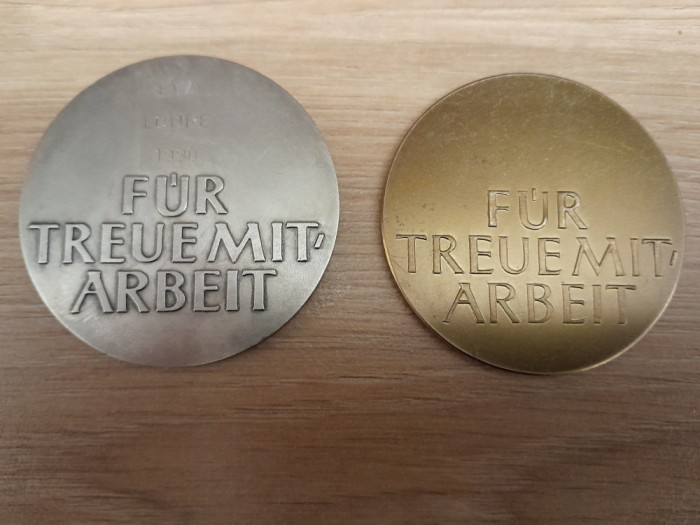 FÜR
TREUE MIT-
ARBEIT
FÜR
TREUE MIT-
ARBEIT